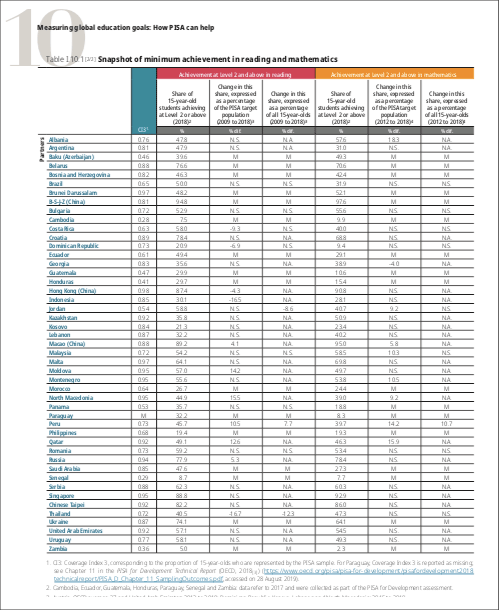 10
Measuring global education goals: How PISA can help
Table I.10.1 [2/2] Snapshot of minimum achievement in reading and mathematics
Achievement at Level 2 and above in reading Achievement at Level 2 and above in mathematics
CI3¹ Share of 15-year-old students achieving at Level 2 or above (2018)² Change in this share, expressed as a percentage of the PISA target population (2009 to 2018)³ Change in this share, expressed as a percentage of all 15-year-olds (2009 to 2018)³ Share of 15-year-old students achieving at Level 2 or above (2018)² Change in this share, expressed as a percentage of the PISA target population (2012 to 2018)³ Change in this share, expressed as a percentage of all 15-year-olds (2012 to 2018)³
% % dif. % dif. % % dif. % dif.
Partners
Albania 0.76 47.8 N.S. N.A. 57.6 18.3 N.A.
Argentina 0.81 47.9 N.S. N.A. 31.0 N.S. N.A.
Baku (Azerbaijan) 0.46 39.6 M M 49.3 M M
Belarus 0.88 76.6 M M 70.6 M M
Bosnia and Herzegovina 0.82 46.3 M M 42.4 M M
Brazil 0.65 50.0 N.S. N.S. 31.9 N.S. N.S.
Brunei Darussalam 0.97 48.2 M M 52.1 M M
B-S-J-Z (China) 0.81 94.8 M M 97.6 M M
Bulgaria 0.72 52.9 N.S. N.S. 55.6 N.S. N.S.
Cambodia 0.28 7.5 M M 9.9 M M
Costa Rica 0.63 58.0 -9.3 N.S. 40.0 N.S. N.S.
Croatia 0.89 78.4 N.S. N.A. 68.8 N.S. N.A.
Dominican Republic 0.73 20.9 -6.9 N.S. 9.4 N.S. N.S.
Ecuador 0.61 49.4 M M 29.1 M M
Georgia 0.83 35.6 N.S. N.A. 38.9 -4.0 N.A.
Guatemala 0.47 29.9 M M 10.6 M M
Honduras 0.41 29.7 M M 15.4 M M
Hong Kong (China) 0.98 87.4 -4.3 N.A. 90.8 N.S. N.A.
Indonesia 0.85 30.1 -16.5 N.A. 28.1 N.S. N.A.
Jordan 0.54 58.8 N.S. -8.6 40.7 9.2 N.S.
Kazakhstan 0.92 35.8 N.S. N.A. 50.9 N.S. N.A.
Kosovo 0.84 21.3 M M 23.4 M M
Lebanon 0.87 32.2 M M 40.2 M M
Macao (China) 0.88 89.2 4.1 N.A. 95.0 5.8 N.A.
Malaysia 0.72 54.2 N.S. N.S. 58.5 10.3 N.S.
Malta 0.97 64.1 N.S. N.A. 69.8 N.S. N.A.
Moldova 0.95 57.0 14.2 N.A. 49.7 N.S. N.A.
Montenegro 0.95 55.6 N.S. N.A. 53.8 10.5 N.A.
Morocco 0.64 26.7 M M 24.4 M M
North Macedonia 0.95 44.9 15.5 N.A. 39.0 9.2 N.A.
Panama 0.53 35.7 N.S. N.S. 18.8 M M
Paraguay M 32.2 M M 8.3 M M
Peru 0.73 45.7 10.5 7.7 39.7 14.2 10.7
Philippines 0.68 19.4 M M 19.3 M M
Qatar 0.92 49.1 12.6 N.A. 46.3 15.9 N.A.
Romania 0.73 59.2 N.S. N.S. 53.4 N.S. N.S.
Russia 0.94 77.9 5.3 N.A. 78.4 N.S. N.A.
Saudi Arabia 0.85 47.6 M M 27.3 M M
Senegal 0.29 8.7 M M 7.7 M M
Serbia 0.88 62.3 N.S. N.A. 60.3 N.S. N.A.
Singapore 0.95 88.8 N.S. N.A. 92.9 N.S. N.A.
Chinese Taipei 0.92 82.2 N.S. N.A. 86.0 N.S. N.A.
Thailand 0.72 40.5 -16.7 -12.3 47.3 N.S. N.S.
Ukraine 0.87 74.1 M M 64.1 M M
United Arab Emirates 0.92 57.1 N.S. N.A. 54.5 N.S. N.A.
Uruguay 0.77 58.1 N.S. N.A. 49.3 N.S. N.A.
Zambia 0.36 5.0 M M 2.3 M M
1. CI3: Coverage Index 3, corresponding to the proportion of 15-year-olds who are represented by the PISA sample. For Paraguay, Coverage Index 3 is reported as missing;
see Chapter 11 in the PISA for Development Technical Report (OECD, 2018) (https://www.oecd.org/pisa/pisa-for-development/pisafordevelopment2018
technicalreport/PISA_D_Chapter_11_SamplingOutcomes.pdf, accessed on 28 August 2019).
2. Cambodia, Ecuador, Guatemala, Honduras, Paraguay, Senegal and Zambia: data refer to 2017 and were collected as part of the PISA for Development assessment.